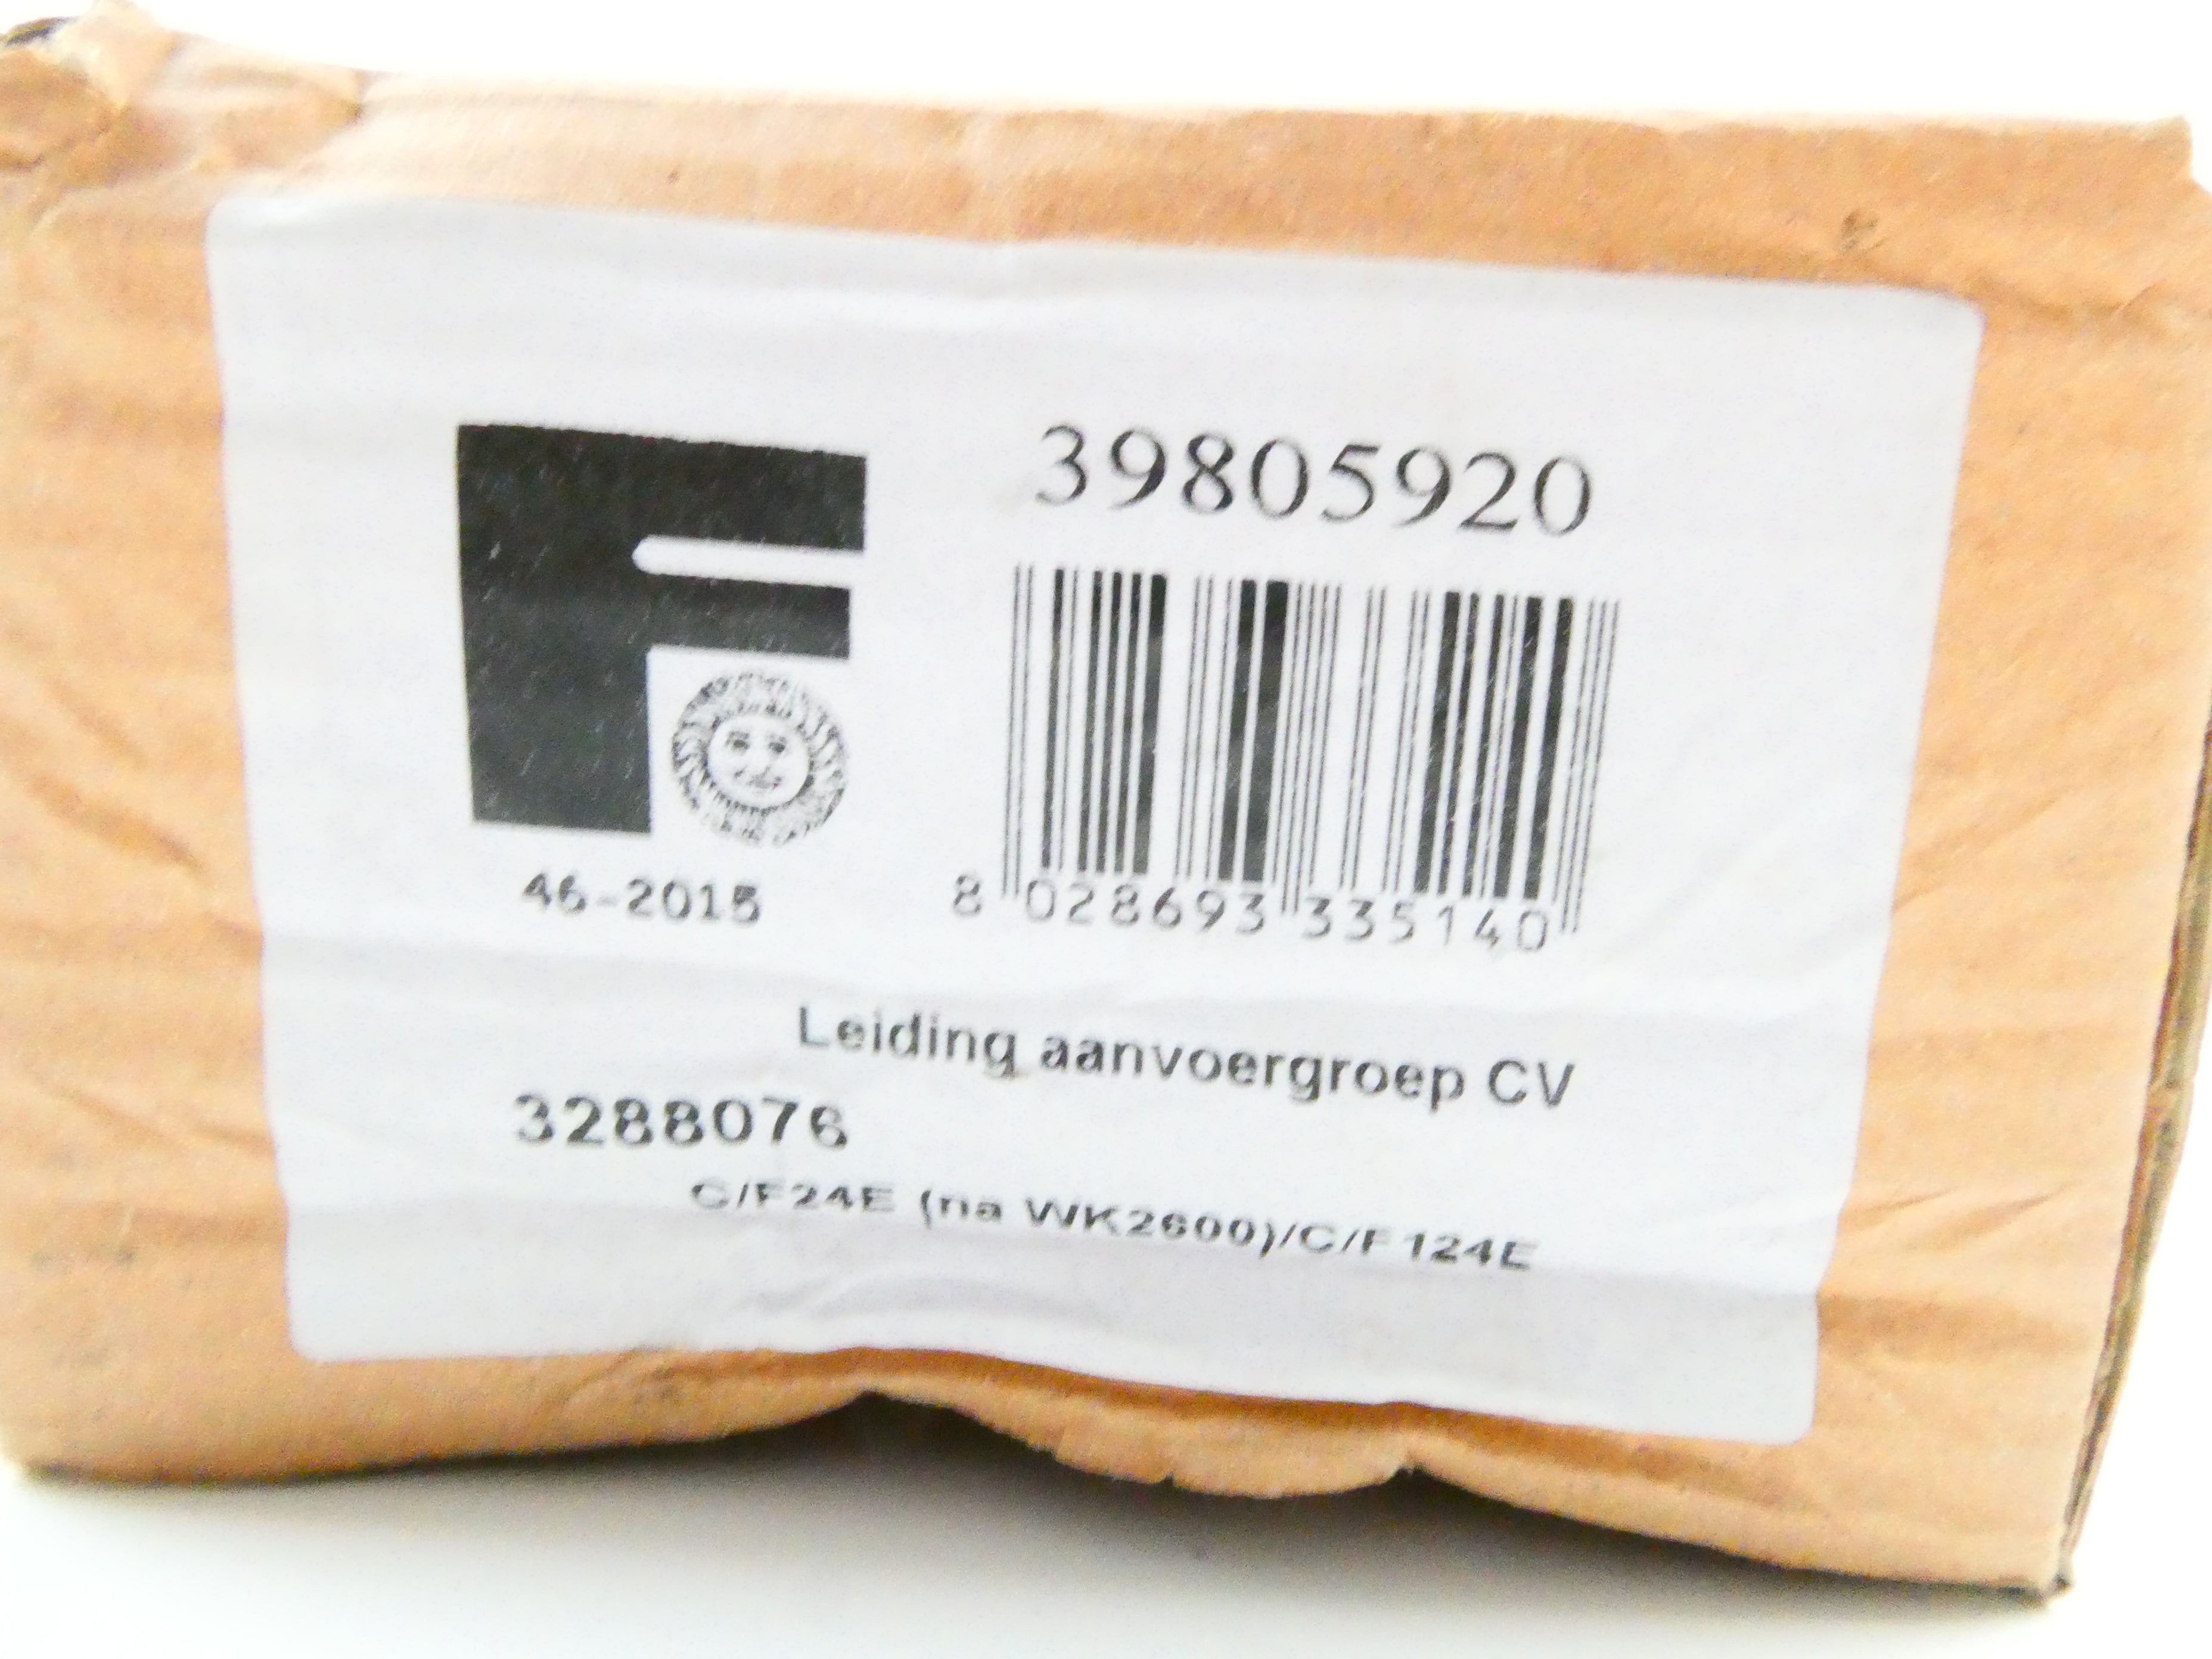 F
39805920
46-2015
8 028693 335140
Leiding aanvoergroep CV
3288076
C/F24E (na WK2600)/C/F124E